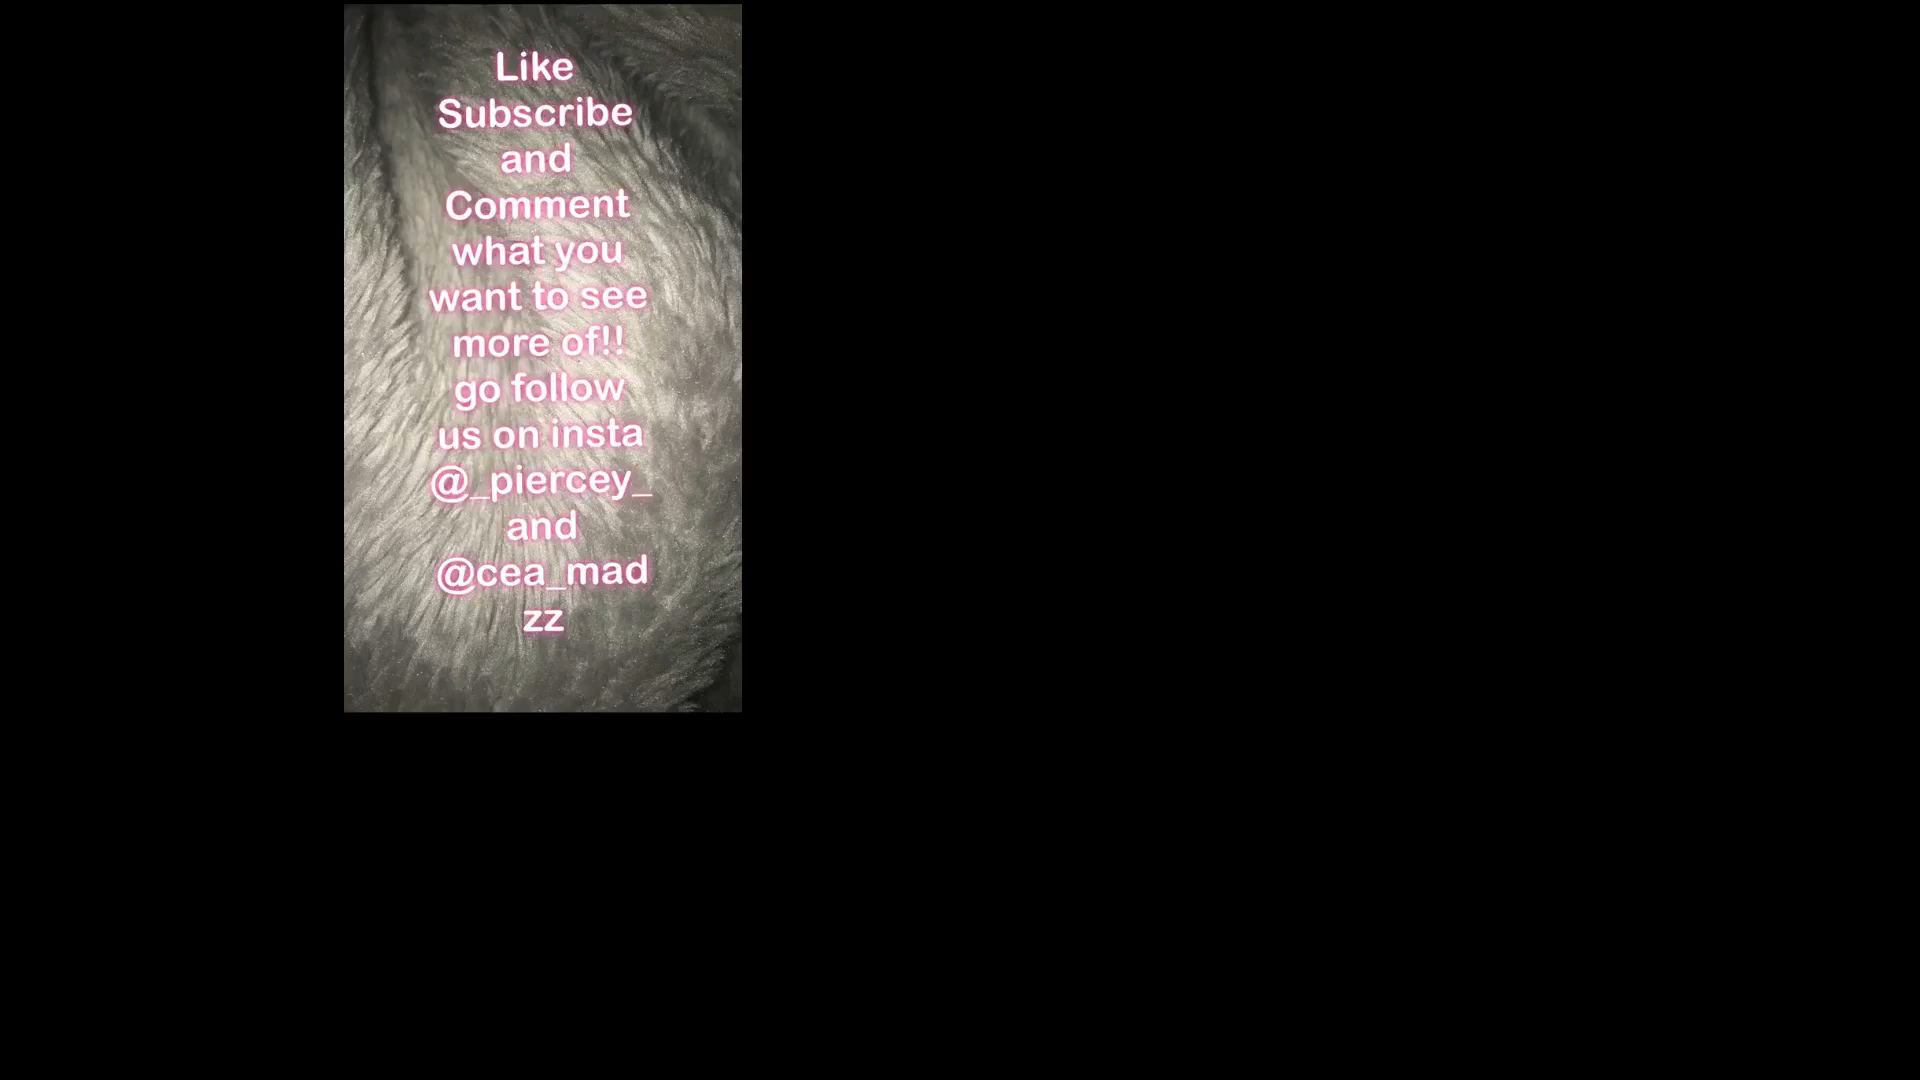 Like
Subscribe
and
Comment
what you
want to see
more of!!
go follow
us on insta
@_piercey_
and
@cea_mad
zz